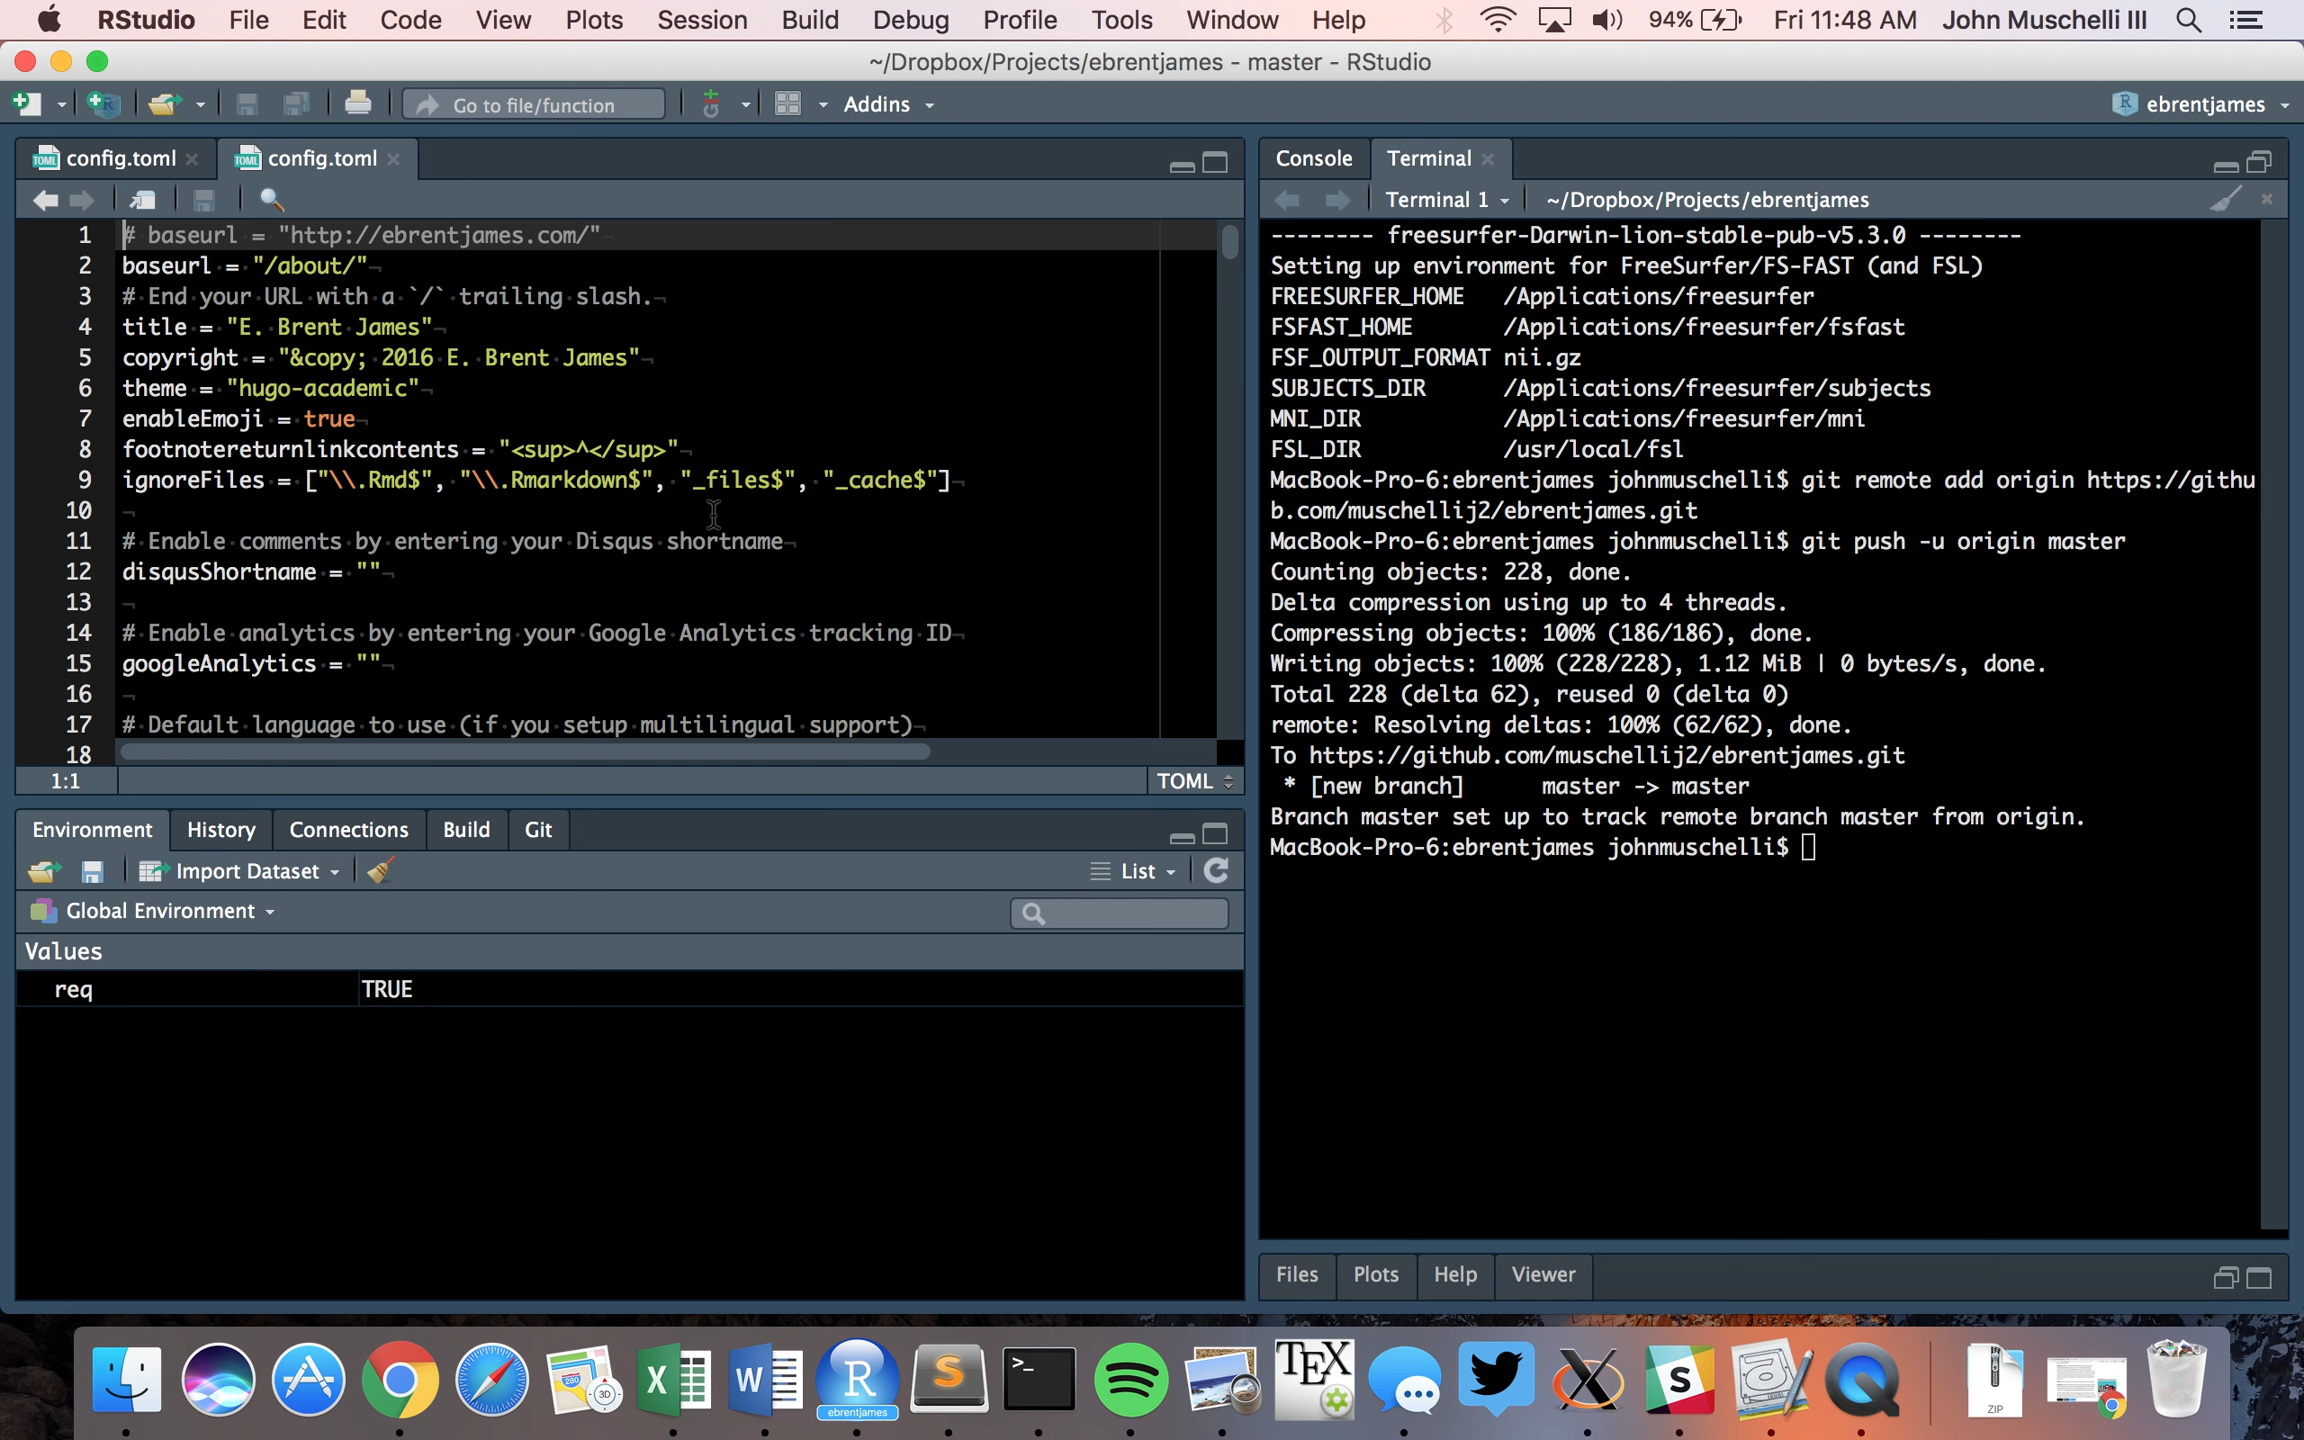 RStudio File Edit Code View Plots Session Build Debug Profile Tools Window Help 94% Fri 11:48 AM John Muschelli III
~/Dropbox/Projects/ebrentjames - master - RStudio
Go to file/function Addins ebrentjames
config.toml config.toml
1 # baseurl = "http://ebrentjames.com/"
2 baseurl = "/about/"
3 # End your URL with a `/` trailing slash.
4 title = "E. Brent James"
5 copyright = "&copy; 2016 E. Brent James"
6 theme = "hugo-academic"
7 enableEmoji = true
8 footnotereturnlinkcontents = "<sup>^</sup>"
9 ignoreFiles = ["\\.Rmd$", "\\.Rmarkdown$", "_files$", "_cache$"]
10
11 # Enable comments by entering your Disqus shortname
12 disqusShortname = ""
13
14 # Enable analytics by entering your Google Analytics tracking ID
15 googleAnalytics = ""
16
17 # Default language to use (if you setup multilingual support)
18
1:1 TOML
Environment History Connections Build Git
Import Dataset List
Global Environment
Values
req TRUE
Console Terminal
Terminal 1 ~/Dropbox/Projects/ebrentjames
-------- freesurfer-Darwin-lion-stable-pub-v5.3.0 --------
Setting up environment for FreeSurfer/FS-FAST (and FSL)
FREESURFER_HOME /Applications/freesurfer
FSFAST_HOME /Applications/freesurfer/fsfast
FSF_OUTPUT_FORMAT nii.gz
SUBJECTS_DIR /Applications/freesurfer/subjects
MNI_DIR /Applications/freesurfer/mni
FSL_DIR /usr/local/fsl
MacBook-Pro-6:ebrentjames johnmuschelli$ git remote add origin https://githu
b.com/muschellij2/ebrentjames.git
MacBook-Pro-6:ebrentjames johnmuschelli$ git push -u origin master
Counting objects: 228, done.
Delta compression using up to 4 threads.
Compressing objects: 100% (186/186), done.
Writing objects: 100% (228/228), 1.12 MiB | 0 bytes/s, done.
Total 228 (delta 62), reused 0 (delta 0)
remote: Resolving deltas: 100% (62/62), done.
To https://github.com/muschellij2/ebrentjames.git
* [new branch] master -> master
Branch master set up to track remote branch master from origin.
MacBook-Pro-6:ebrentjames johnmuschelli$
Files Plots Help Viewer
280 3D X W R S >_ TEX X S ZIP
ebrentjames